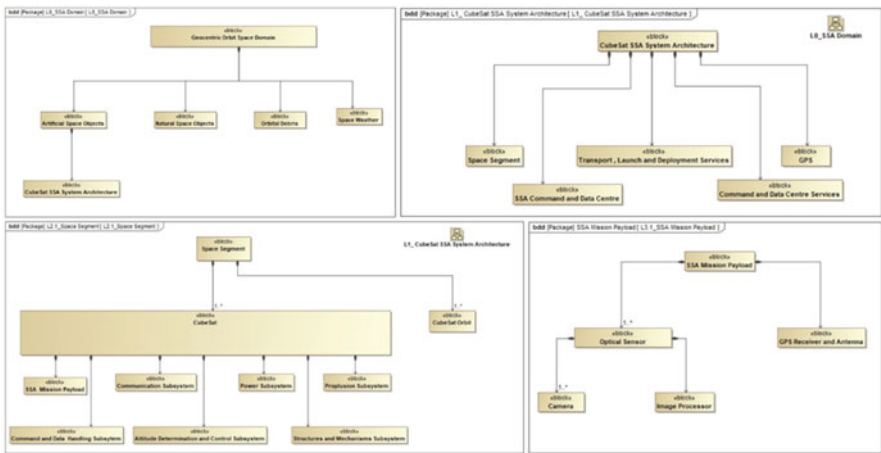 bdd [Package] L0_SSA Domain [ L0_SSA Domain ]
«block»
Geocentric Orbit Space Domain
«block»
Artificial Space Objects
«block»
Natural Space Objects
«block»
Orbital Debris
«block»
Space Weather
«block»
CubeSat SSA System Architecture
bdd [Package] L1_ CubeSat SSA System Architecture [ L1_ CubeSat SSA System Architecture ]
L0_SSA Domain
«block»
CubeSat SSA System Architecture
«block»
Space Segment
«block»
Transport , Launch and Deployment Services
«block»
GPS
«block»
SSA Command and Data Centre
«block»
Command and Data Centre Services
bdd [Package] L2.1_Space Segment [ L2.1_Space Segment ]
L1_ CubeSat SSA System Architecture
«block»
Space Segment
1..*
1..*
«block»
CubeSat
«block»
CubeSat Orbit
«block»
SSA Mission Payload
«block»
Communication Subsystem
«block»
Power Subsystem
«block»
Proplusion Subsystem
«block»
Command and Data Handling Subsytem
«block»
Attitude Determination and Control Subsystem
«block»
Structures and Mechanisms Subsystem
bdd [Package] SSA Mission Payload [ L3.1_SSA Mission Payload ]
«block»
SSA Mission Payload
1..*
«block»
Optical Sensor
«block»
GPS Receiver and Antenna
1..*
«block»
Camera
«block»
Image Processor